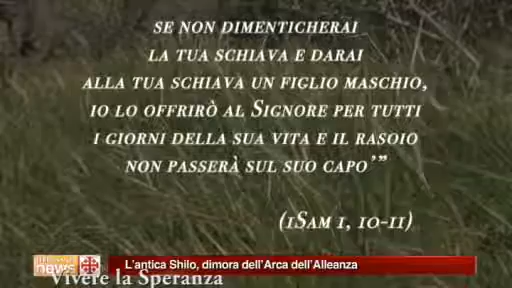 SE NON DIMENTICHERAI
LA TUA SCHIAVA E DARAI
ALLA TUA SCHIAVA UN FIGLIO MASCHIO,
IO LO OFFRIRÒ AL SIGNORE PER TUTTI
I GIORNI DELLA SUA VITA E IL RASOIO
NON PASSERÀ SUL SUO CAPO’”
(1SAM 1, 10-11)
news
L'antica Shilo, dimora dell'Arca dell'Alleanza
Vivere la Speranza